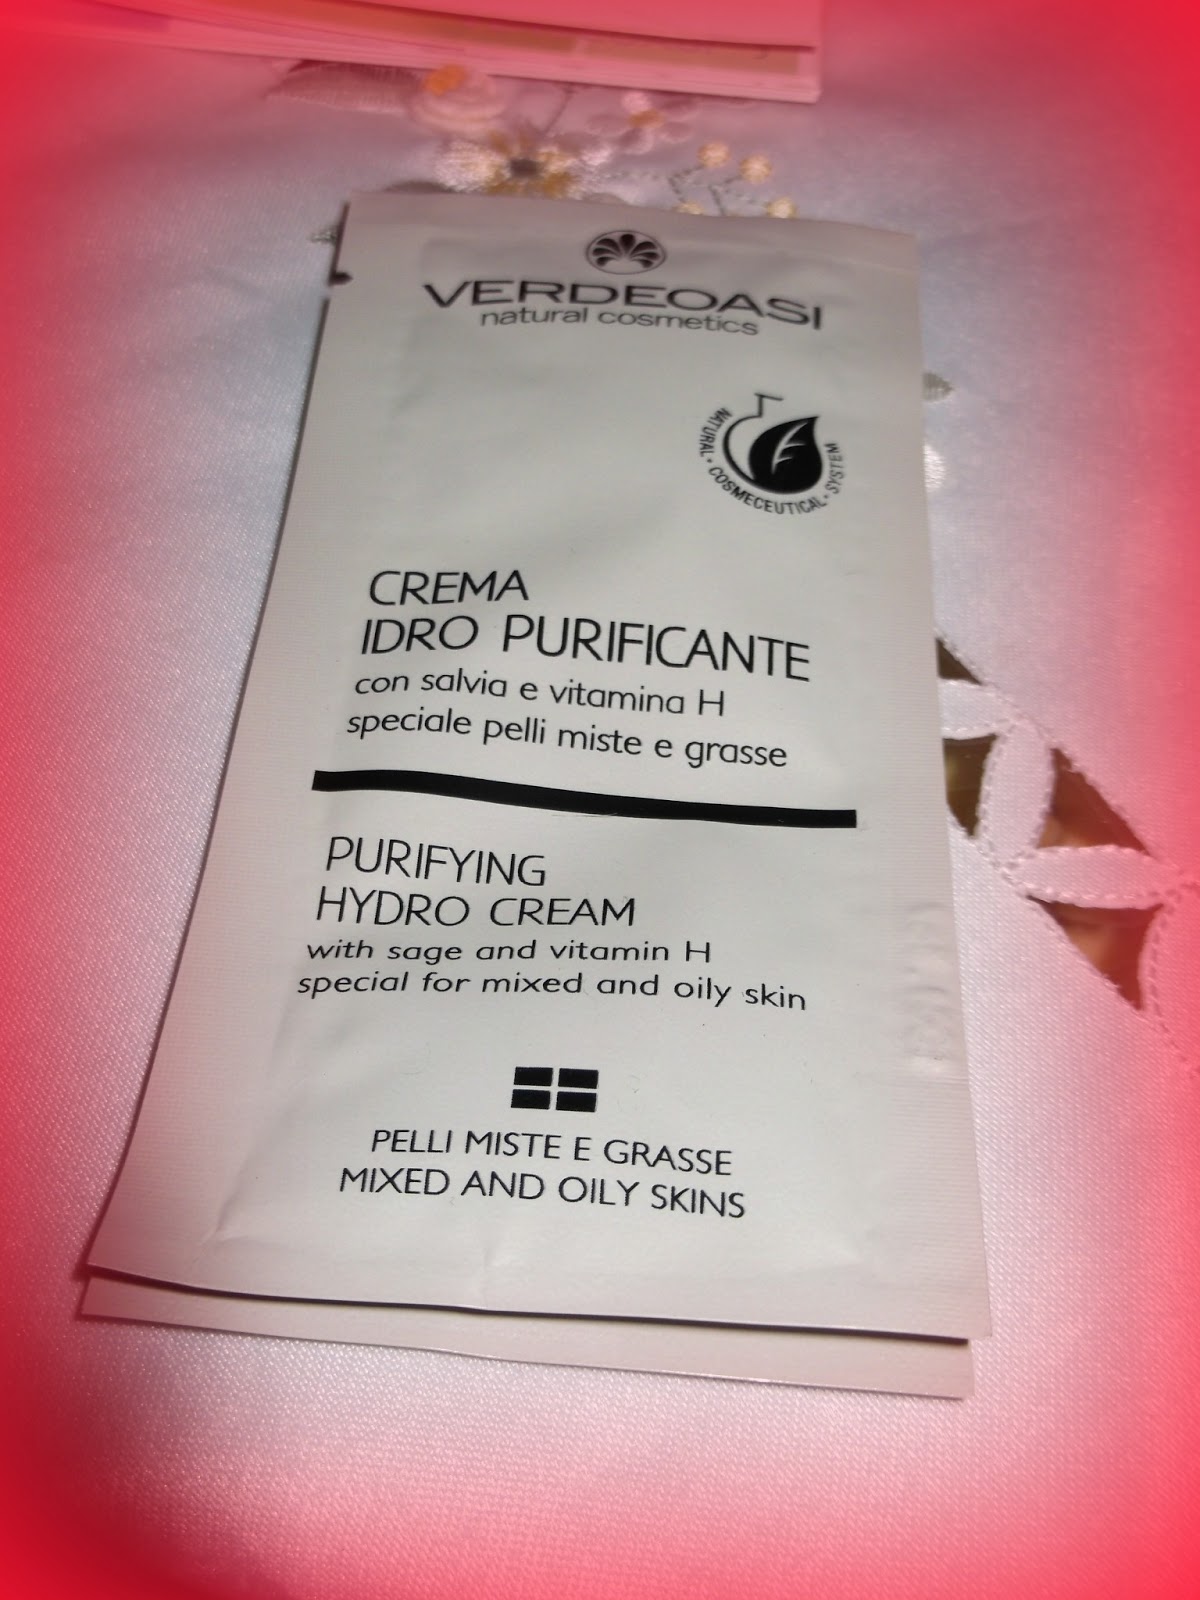 VERDEOASI
natural cosmetics
NATURAL • COSMECEUTICAL • SYSTEM
CREMA
IDRO PURIFICANTE
con salvia e vitamina H
speciale pelli miste e grasse
PURIFYING
HYDRO CREAM
with sage and vitamin H
special for mixed and oily skin
PELLI MISTE E GRASSE
MIXED AND OILY SKINS